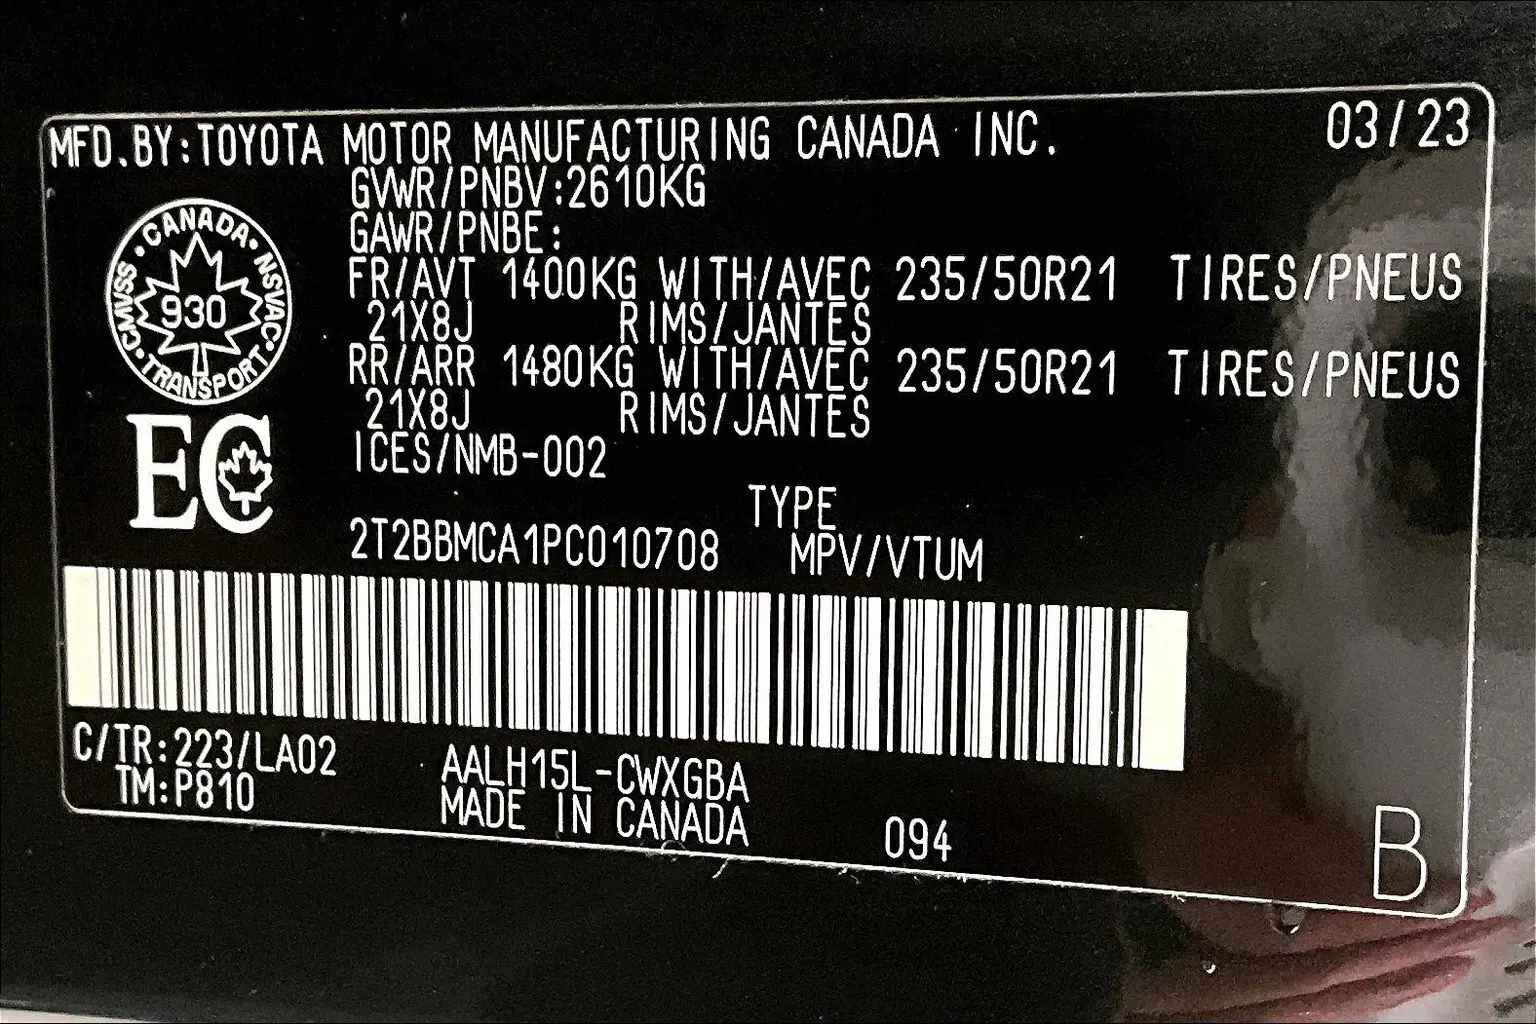 MFD.BY:TOYOTA MOTOR MANUFACTURING CANADA INC. 03/23
GVWR/PNBV:2610KG
GAWR/PNBE:
FR/AVT 1400KG WITH/AVEC 235/50R21 TIRES/PNEUS
21X8J RIMS/JANTES
RR/ARR 1480KG WITH/AVEC 235/50R21 TIRES/PNEUS
21X8J RIMS/JANTES
ICES/NMB-002
CANADA · NSVAC · TRANSPORT · CMVSS ·
930
EC
TYPE
2T2BBMCA1PC010708 MPV/VTUM
C/TR:223/LA02 AALH15L-CWXGBA
TM:P810 MADE IN CANADA 094 B